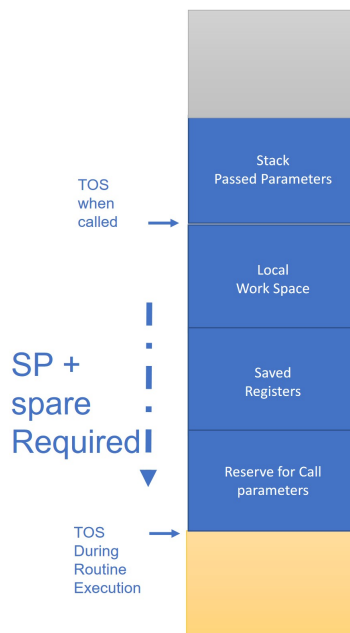 Stack
Passed Parameters
TOS
when
called
Local
Work Space
SP +
spare
Required
Saved
Registers
Reserve for Call
parameters
TOS
During
Routine
Execution